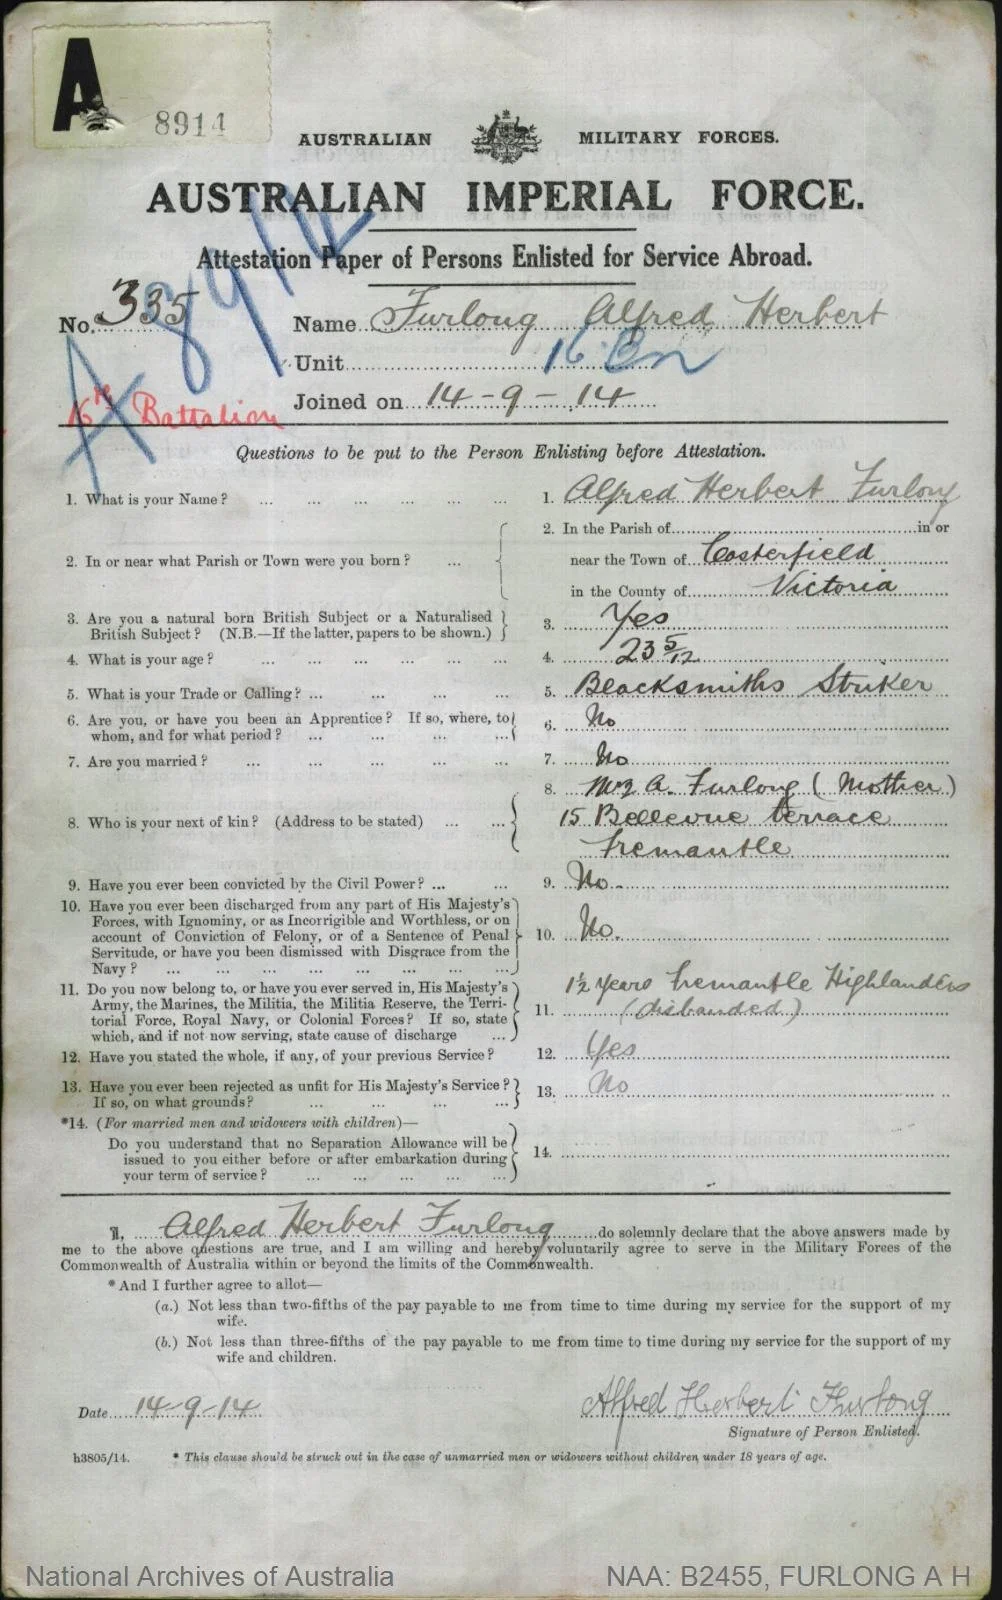 A
8914
AUSTRALIAN MILITARY FORCES.
AUSTRALIAN IMPERIAL FORCE.
A8914
Attestation Paper of Persons Enlisted for Service Abroad.
No. 335
Name Furlong Alfred Herbert
Unit 16 Bn
16th Battalion
Joined on 14-9-14
Questions to be put to the Person Enlisting before Attestation.
1. What is your Name? ... ... ... ... ... ... 1. Alfred Herbert Furlong
2. In or near what Parish or Town were you born? ... 2. In the Parish of in or
near the Town of Costerfield
in the County of Victoria
3. Are you a natural born British Subject or a Naturalised
British Subject? (N.B.—If the latter, papers to be shown.) 3. Yes
4. What is your age? ... ... ... ... ... ... 4. 23 5/12
5. What is your Trade or Calling? ... ... ... ... 5. Blacksmiths Striker
6. Are you, or have you been an Apprentice? If so, where, to
whom, and for what period? ... ... ... ... 6. No
7. Are you married? ... ... ... ... ... 7. No
8. Who is your next of kin? (Address to be stated) ... ... 8. Mrs A. Furlong (Mother)
15 Bellevue terrace
Fremantle
9. Have you ever been convicted by the Civil Power? ... ... 9. No.
10. Have you ever been discharged from any part of His Majesty's
Forces, with Ignominy, or as Incorrigible and Worthless, or on
account of Conviction of Felony, or of a Sentence of Penal
Servitude, or have you been dismissed with Disgrace from the
Navy? ... ... ... ... ... ... ... ... 10. No.
11. Do you now belong to, or have you ever served in, His Majesty's
Army, the Marines, the Militia, the Militia Reserve, the Terri-
torial Force, Royal Navy, or Colonial Forces? If so, state
which, and if not now serving, state cause of discharge ... 11. 1½ years Fremantle Highlanders
(disbanded)
12. Have you stated the whole, if any, of your previous Service? 12. Yes
13. Have you ever been rejected as unfit for His Majesty's Service?
If so, on what grounds? ... ... ... ... 13. No
*14. (For married men and widowers with children)—
Do you understand that no Separation Allowance will be
issued to you either before or after embarkation during
your term of service? ... ... ... ... ... 14.
I, Alfred Herbert Furlong do solemnly declare that the above answers made by
me to the above questions are true, and I am willing and hereby voluntarily agree to serve in the Military Forces of the
Commonwealth of Australia within or beyond the limits of the Commonwealth.
* And I further agree to allot—
(a.) Not less than two-fifths of the pay payable to me from time to time during my service for the support of my
wife.
(b.) Not less than three-fifths of the pay payable to me from time to time during my service for the support of my
wife and children.
Date 14-9-14
Alfred Herbert Furlong
Signature of Person Enlisted.
h3805/14. * This clause should be struck out in the case of unmarried men or widowers without children under 18 years of age.
National Archives of Australia
NAA: B2455, FURLONG A H